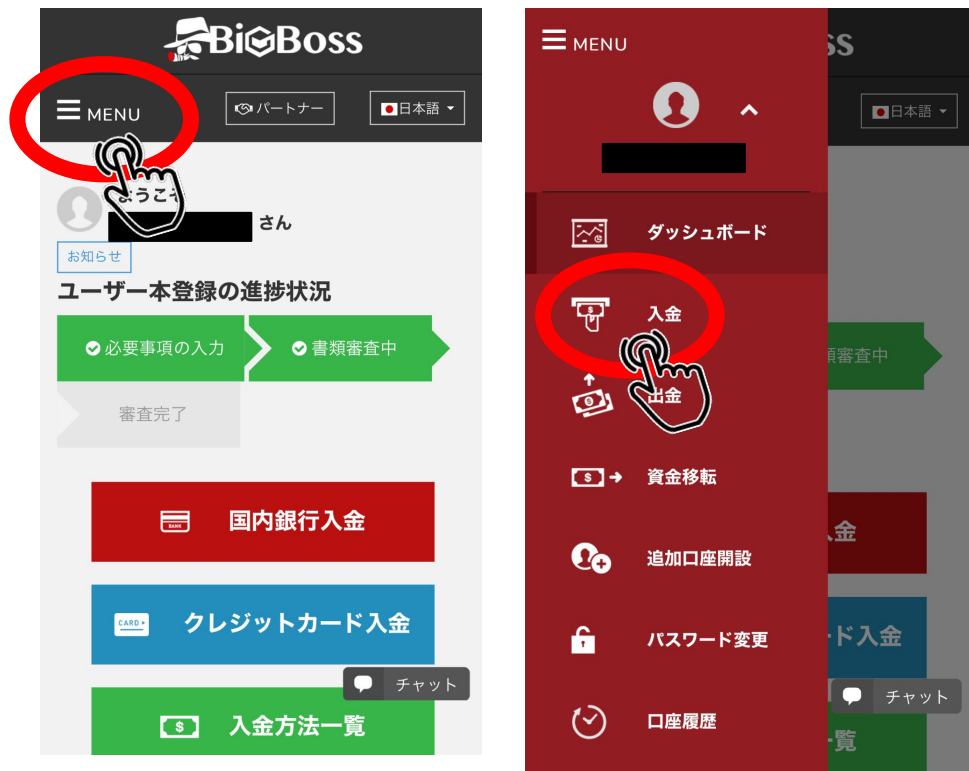 BigBoss
MENU
パートナー
日本語
ようこそ
さん
お知らせ
ユーザー本登録の進捗状況
必要事項の入力
書類審査中
審査完了
BANK
国内銀行入金
CARD
クレジットカード入金
チャット
$
入金方法一覧
MENU
ss
日本語
ダッシュボード
$
入金
審査中
出金
$
資金移転
金
追加口座開設
ド入金
パスワード変更
チャット
口座履歴
覧